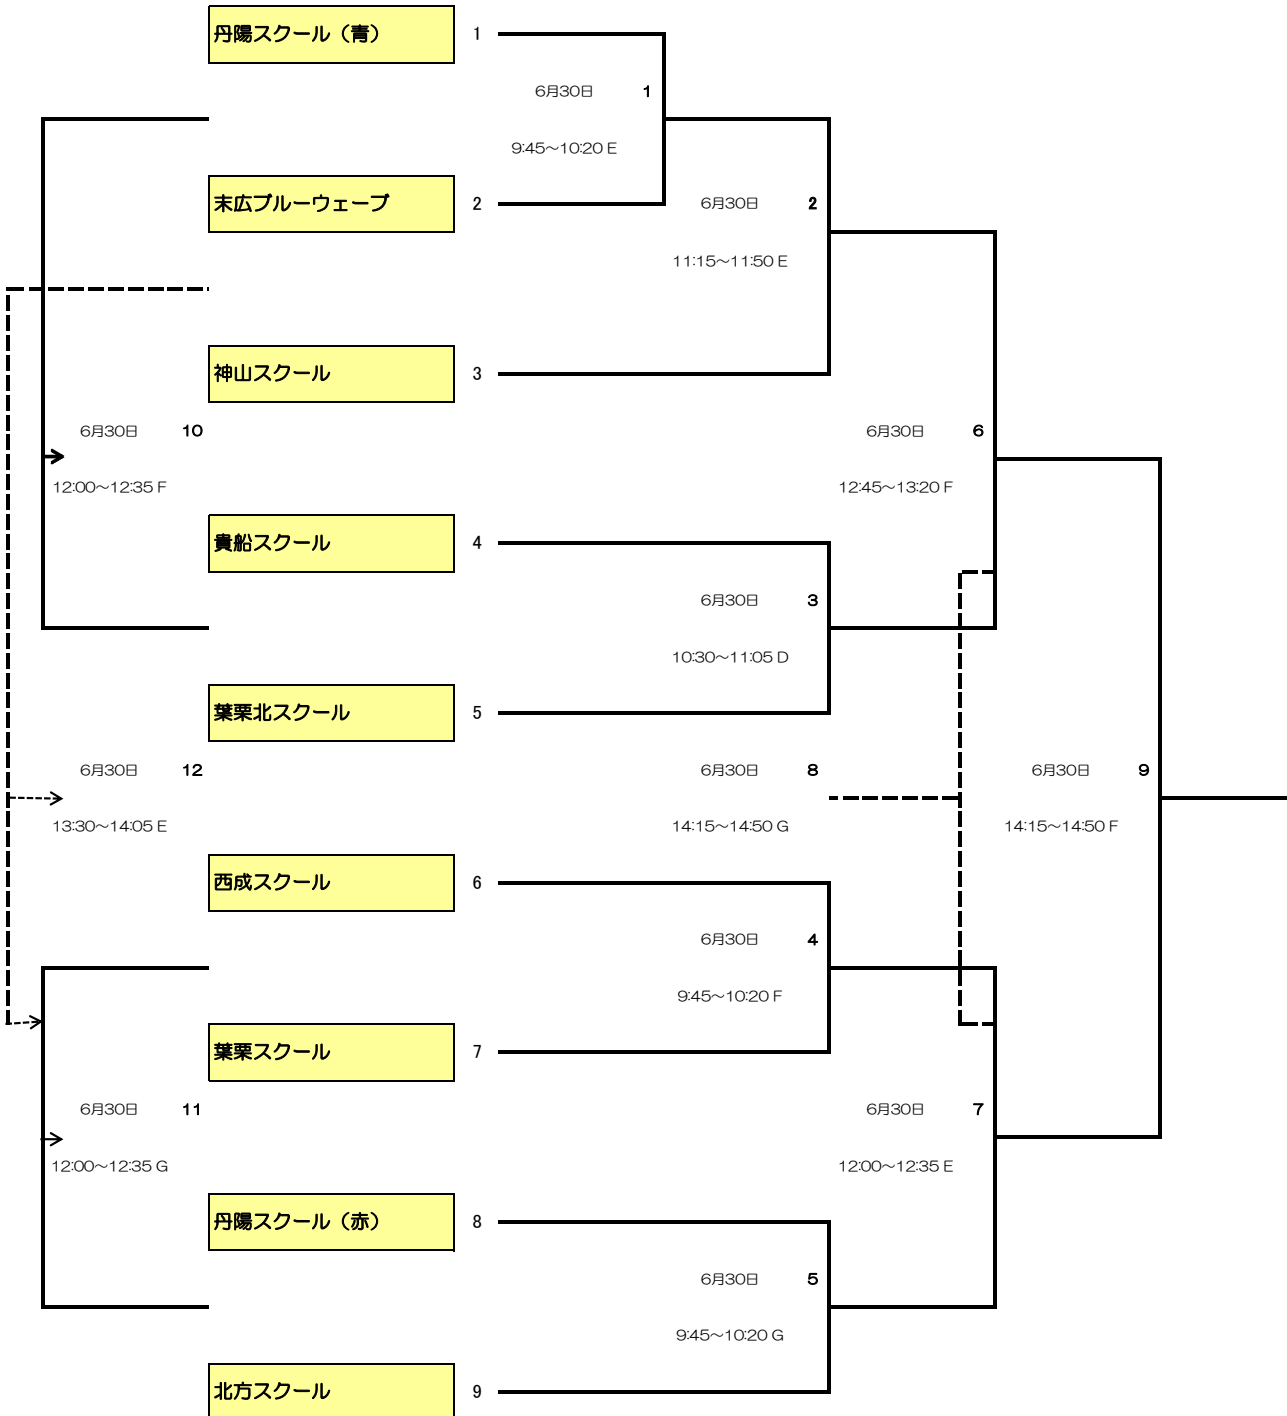 丹陽スクール（青） 1
6月30日 1
9:45～10:20 E
末広ブルーウェーブ 2
6月30日 2
11:15～11:50 E
神山スクール 3
6月30日 10
6月30日 6
12:00～12:35 F
12:45～13:20 F
貴船スクール 4
6月30日 3
10:30～11:05 D
葉栗北スクール 5
6月30日 12
6月30日 8
6月30日 9
13:30～14:05 E
14:15～14:50 G
14:15～14:50 F
西成スクール 6
6月30日 4
9:45～10:20 F
葉栗スクール 7
6月30日 11
6月30日 7
12:00～12:35 G
12:00～12:35 E
丹陽スクール（赤） 8
6月30日 5
9:45～10:20 G
北方スクール 9